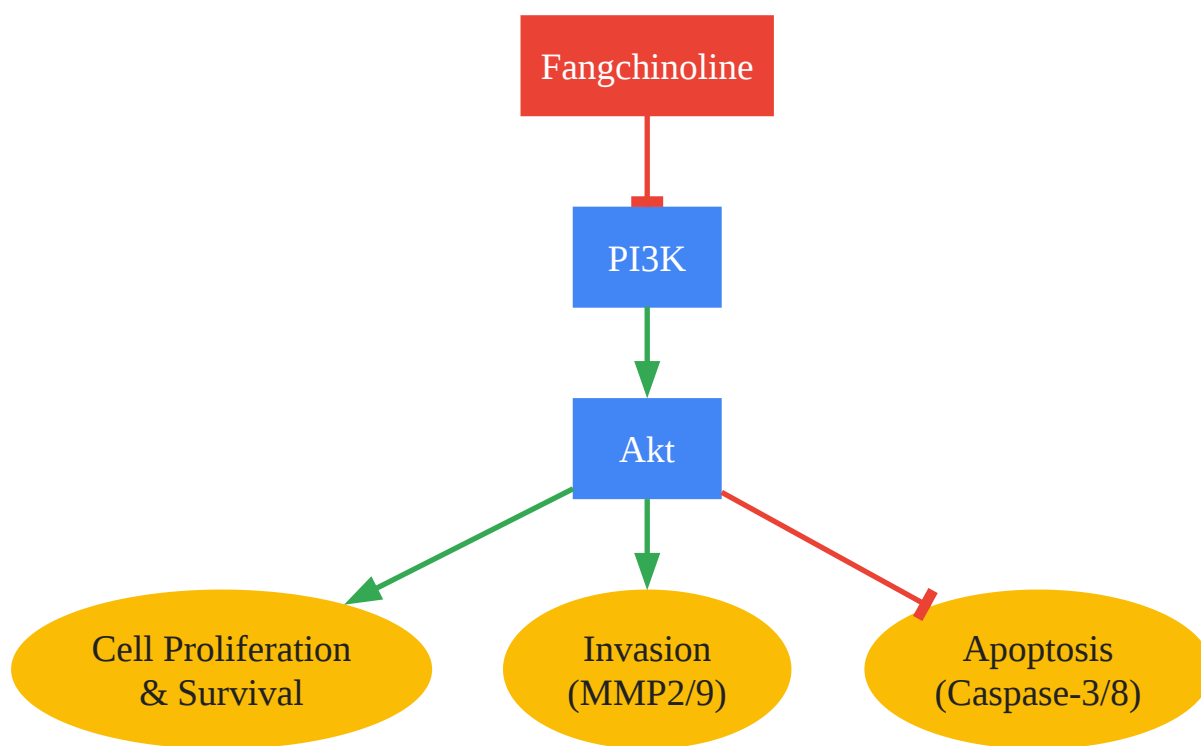 Fangchinoline
PI3K
Akt
Cell Proliferation
& Survival
Invasion
(MMP2/9)
Apoptosis
(Caspase-3/8)